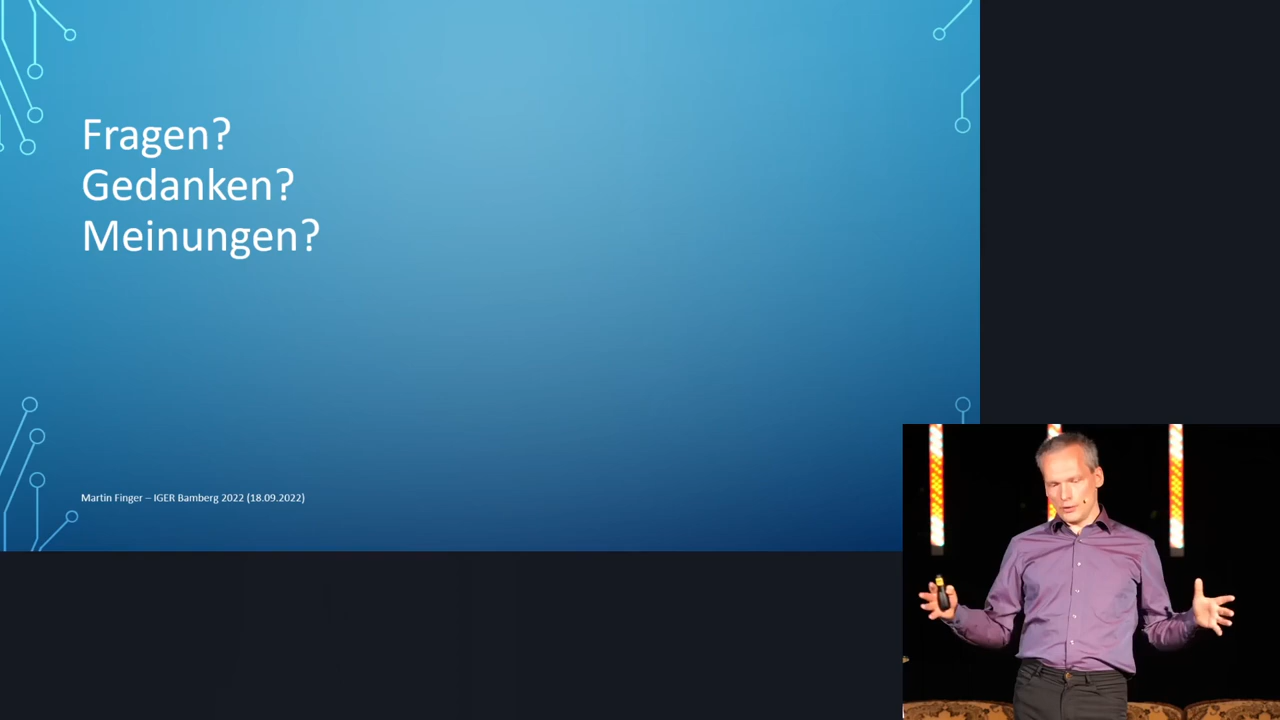 Fragen?
Gedanken?
Meinungen?
Martin Finger – IGER Bamberg 2022 (18.09.2022)